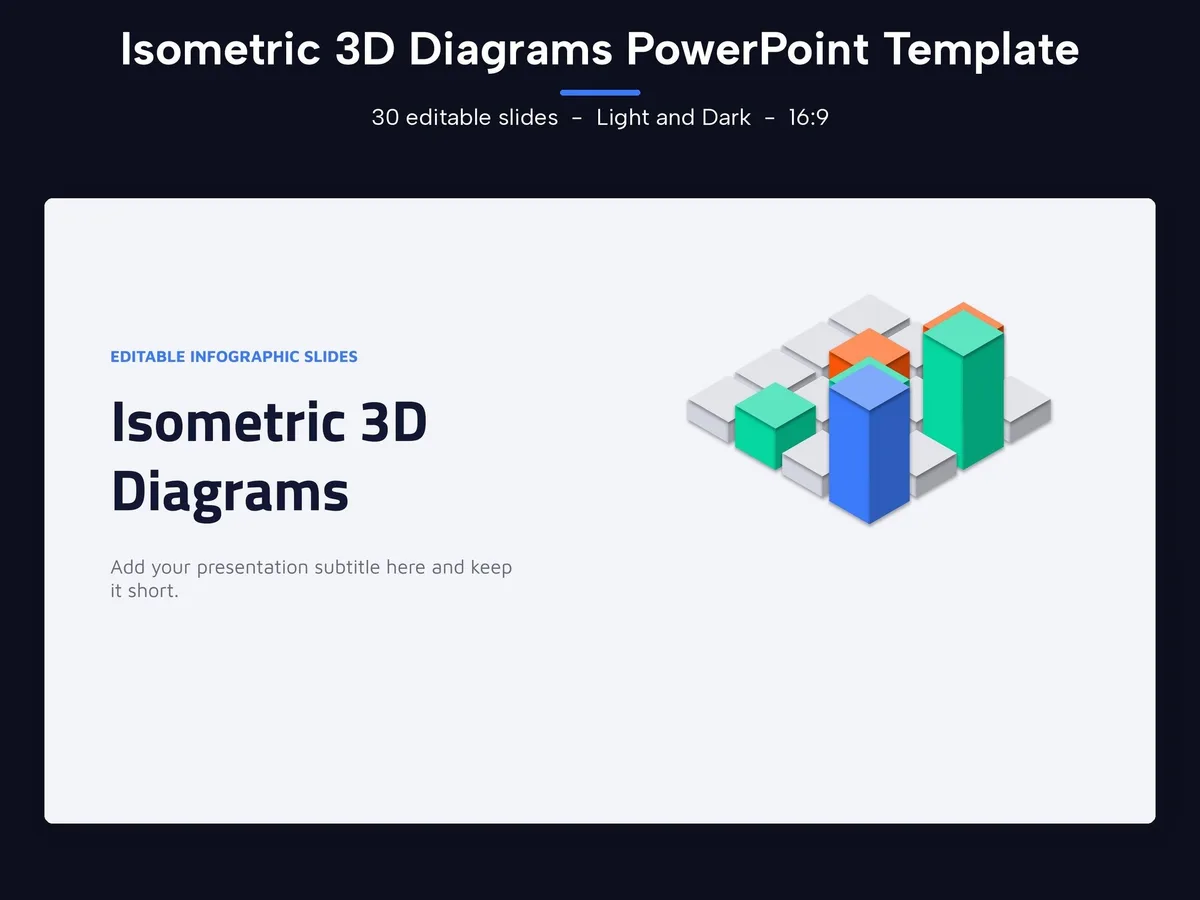 Isometric 3D Diagrams PowerPoint Template
30 editable slides - Light and Dark - 16:9
EDITABLE INFOGRAPHIC SLIDES
Isometric 3D
Diagrams
Add your presentation subtitle here and keep
it short.